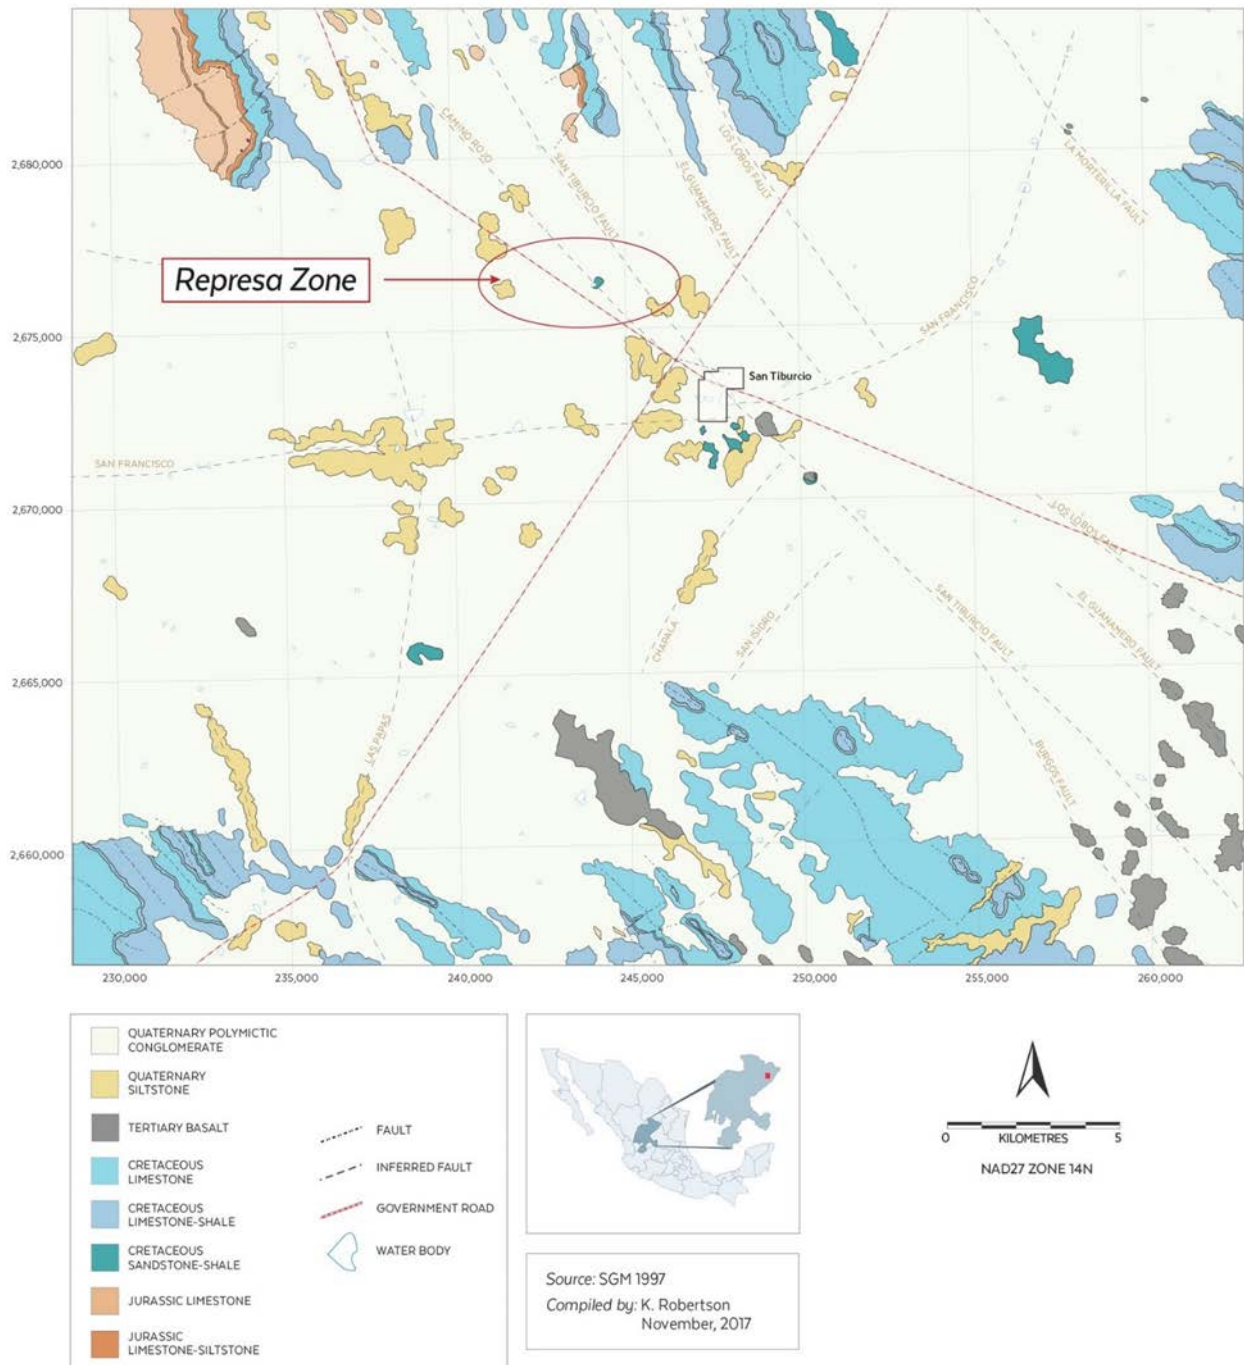 CAMINO ROJO
SAN TIBURCIO FAULT
EL GUANAMERO FAULT
LOS LOBOS FAULT
LA MORTERILLA FAULT
2,680,000
Represa Zone
SAN FRANCISCO
2,675,000
San Tiburcio
SAN FRANCISCO
2,670,000
LOS LOBOS FAULT
CHAPALA
SAN ISIDRO
SAN TIBURCIO FAULT
EL GUANAMERO FAULT
2,665,000
LAS PAPAS
BURGOS FAULT
2,660,000
230,000
235,000
240,000
245,000
250,000
255,000
260,000
QUATERNARY POLYMICTIC
CONGLOMERATE
QUATERNARY
SILTSTONE
TERTIARY BASALT
CRETACEOUS
LIMESTONE
CRETACEOUS
LIMESTONE-SHALE
CRETACEOUS
SANDSTONE-SHALE
JURASSIC LIMESTONE
JURASSIC
LIMESTONE-SILTSTONE
FAULT
INFERRED FAULT
GOVERNMENT ROAD
WATER BODY
Source: SGM 1997
Compiled by: K. Robertson
November, 2017
0 KILOMETRES 5
NAD27 ZONE 14N